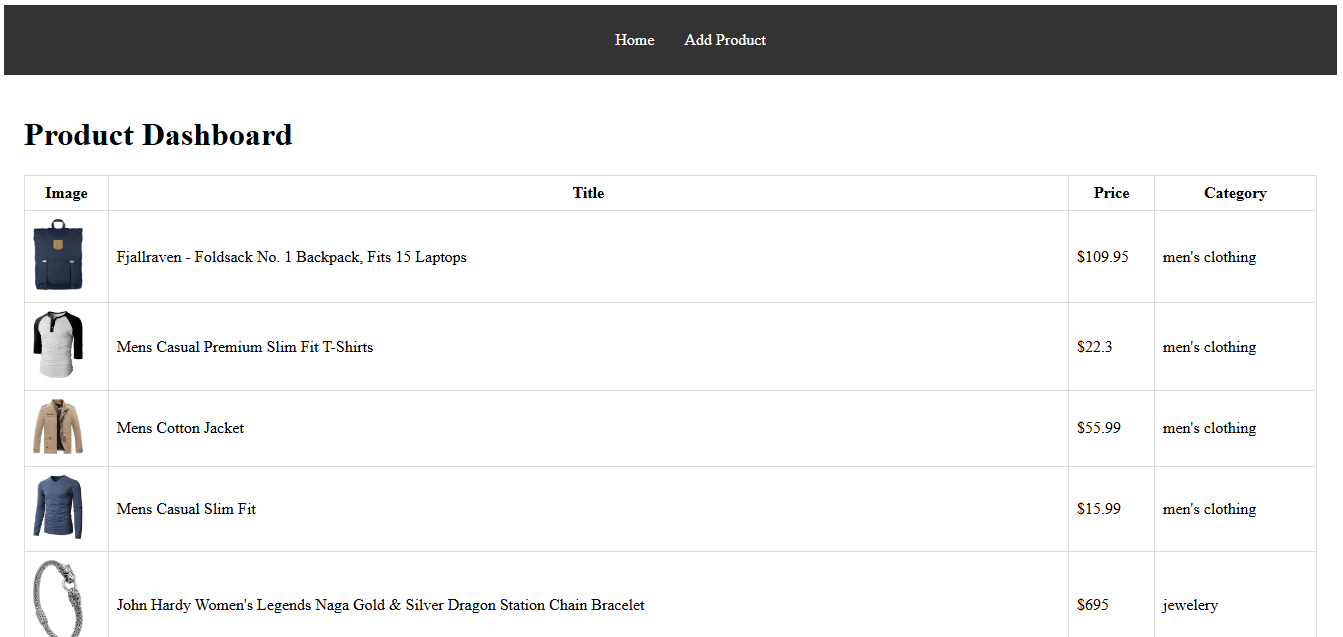 Home Add Product
Product Dashboard
Image Title Price Category
Fjallraven - Foldsack No. 1 Backpack, Fits 15 Laptops $109.95 men's clothing
Mens Casual Premium Slim Fit T-Shirts $22.3 men's clothing
Mens Cotton Jacket $55.99 men's clothing
Mens Casual Slim Fit $15.99 men's clothing
John Hardy Women's Legends Naga Gold & Silver Dragon Station Chain Bracelet $695 jewelery